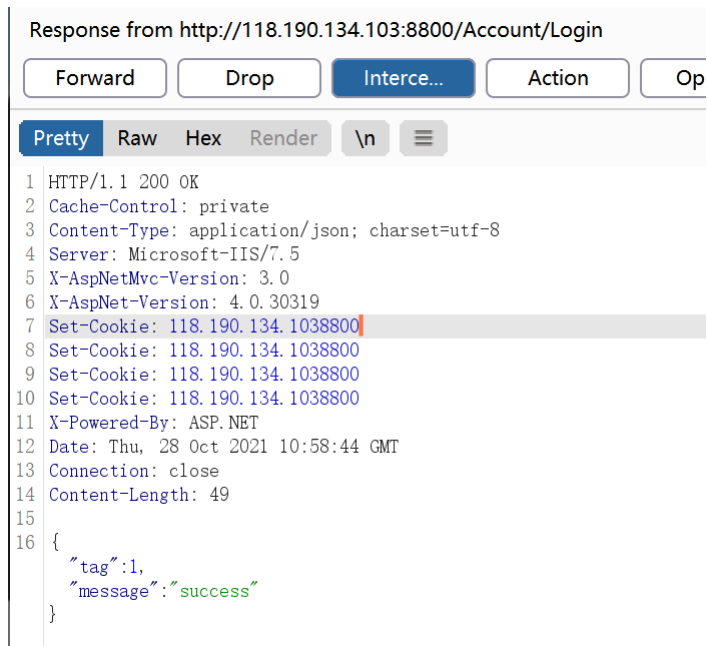 Response from http://118.190.134.103:8800/Account/Login
Forward Drop Interce... Action Op
Pretty Raw Hex Render \n ≡
1 HTTP/1.1 200 OK
2 Cache-Control: private
3 Content-Type: application/json; charset=utf-8
4 Server: Microsoft-IIS/7.5
5 X-AspNetMvc-Version: 3.0
6 X-AspNet-Version: 4.0.30319
7 Set-Cookie: 118.190.134.1038800
8 Set-Cookie: 118.190.134.1038800
9 Set-Cookie: 118.190.134.1038800
10 Set-Cookie: 118.190.134.1038800
11 X-Powered-By: ASP.NET
12 Date: Thu, 28 Oct 2021 10:58:44 GMT
13 Connection: close
14 Content-Length: 49
15
16 {
"tag":1,
"message":"success"
}